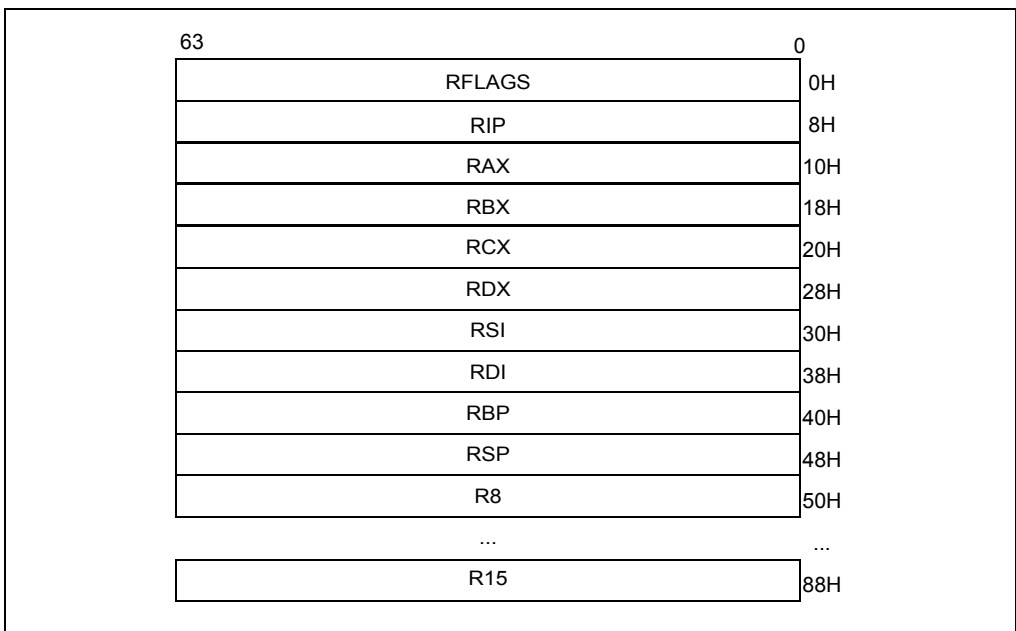 63 0
RFLAGS 0H
RIP 8H
RAX 10H
RBX 18H
RCX 20H
RDX 28H
RSI 30H
RDI 38H
RBP 40H
RSP 48H
R8 50H
... ...
R15 88H